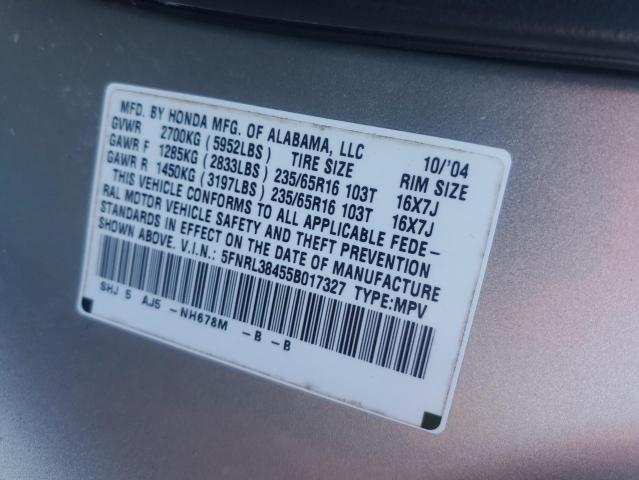 MFD. BY HONDA MFG. OF ALABAMA, LLC 10/'04
GVWR 2700KG (5952LBS) TIRE SIZE RIM SIZE
GAWR F 1285KG (2833LBS) 235/65R16 103T 16X7J
GAWR R 1450KG (3197LBS) 235/65R16 103T 16X7J
THIS VEHICLE CONFORMS TO ALL APPLICABLE FEDE-
RAL MOTOR VEHICLE SAFETY AND THEFT PREVENTION
STANDARDS IN EFFECT ON THE DATE OF MANUFACTURE
SHOWN ABOVE. V.I.N.: 5FNRL38455B017327 TYPE:MPV
SHJ 5 AJ5 -NH678M -B -B